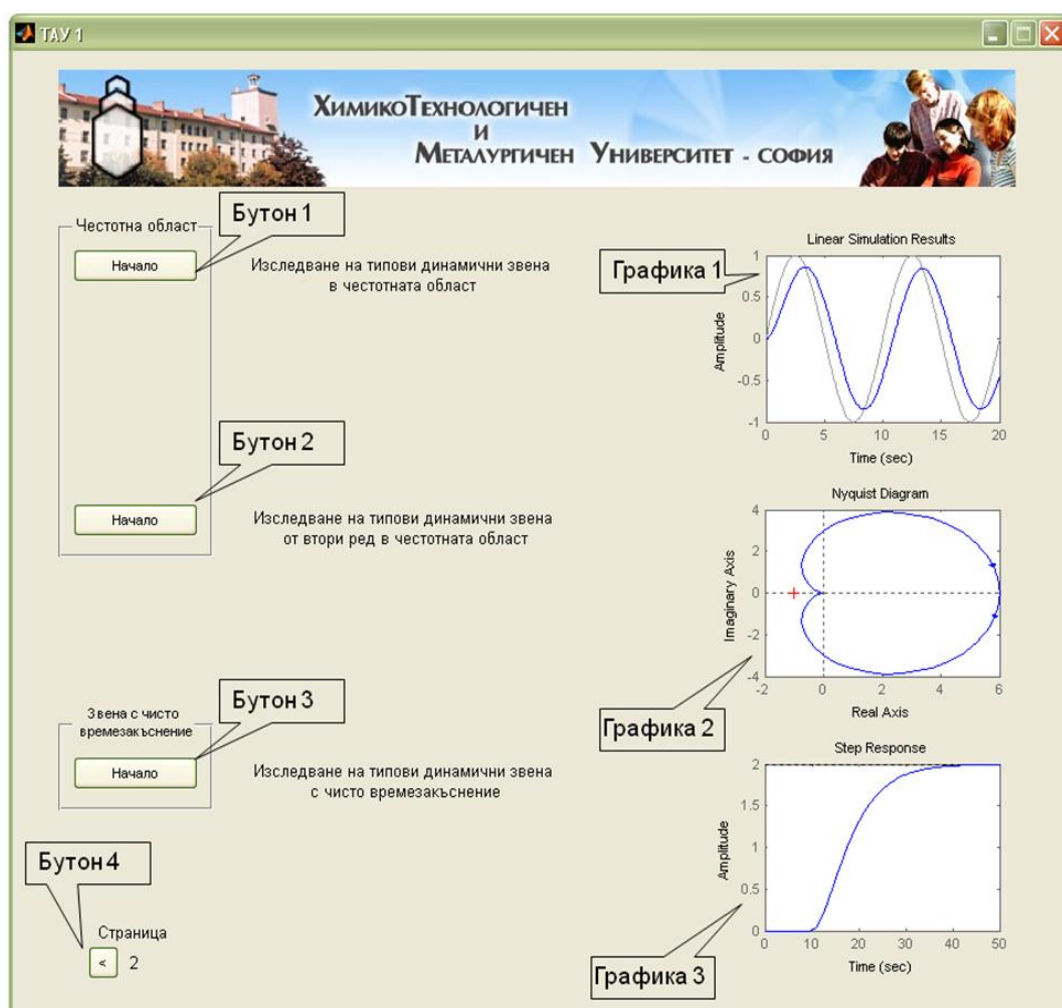 ТАУ 1
ХимикоТехнологичен
и
Металургичен Университет - София
Честотна област
Бутон 1
Начало
Изследване на типови динамични звена
в честотната област
Бутон 2
Начало
Изследване на типови динамични звена
от втори ред в честотната област
Звена с чисто
времезакъснение
Бутон 3
Начало
Изследване на типови динамични звена
с чисто времезакъснение
Бутон 4
Страница
< 2
Linear Simulation Results
Графика 1
Amplitude
1
0.5
0
-0.5
-1
0 5 10 15 20
Time (sec)
Nyquist Diagram
Imaginary Axis
4
2
0
-2
-4
-2 0 2 4 6
Real Axis
Графика 2
Step Response
Amplitude
2
1.5
1
0.5
0
0 10 20 30 40 50
Time (sec)
Графика 3